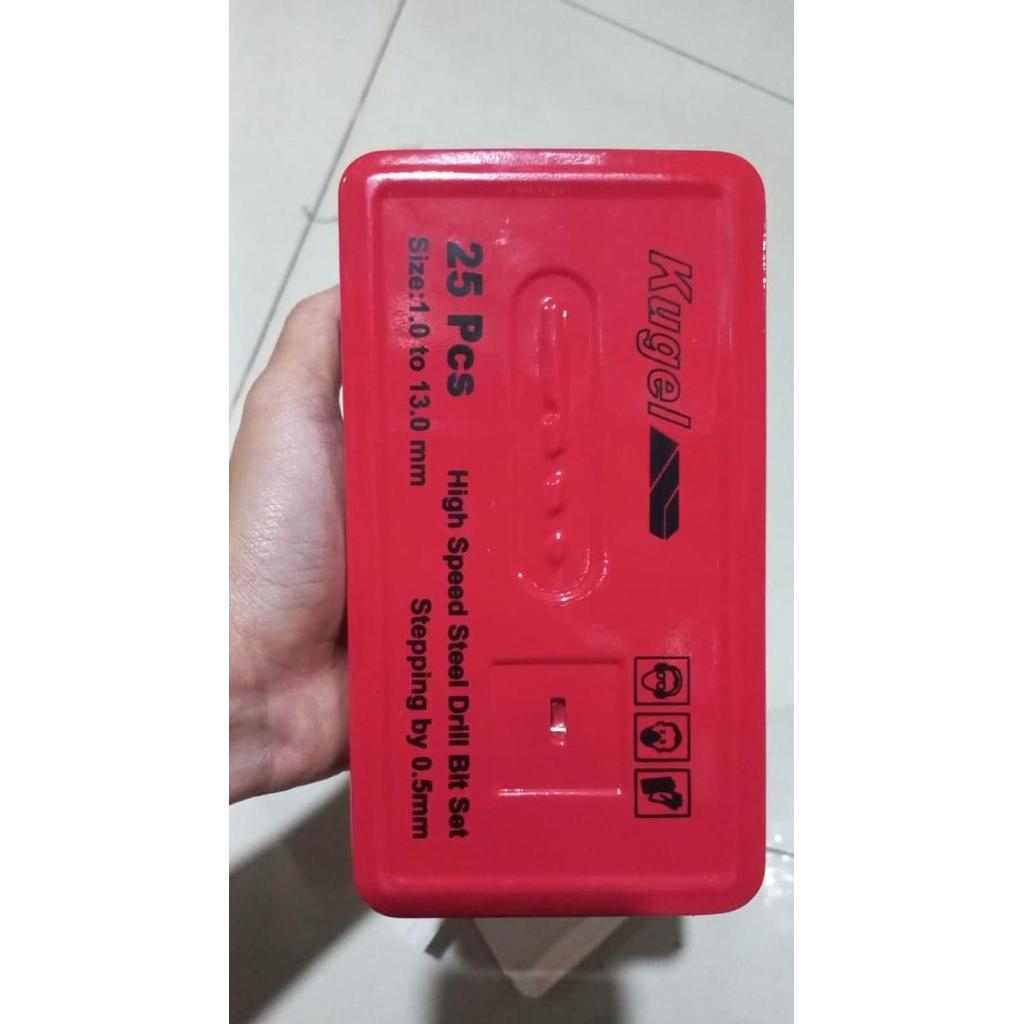 Kugel
25 Pcs High Speed Steel Drill Bit Set
Size:1.0 to 13.0 mm Stepping by 0.5mm